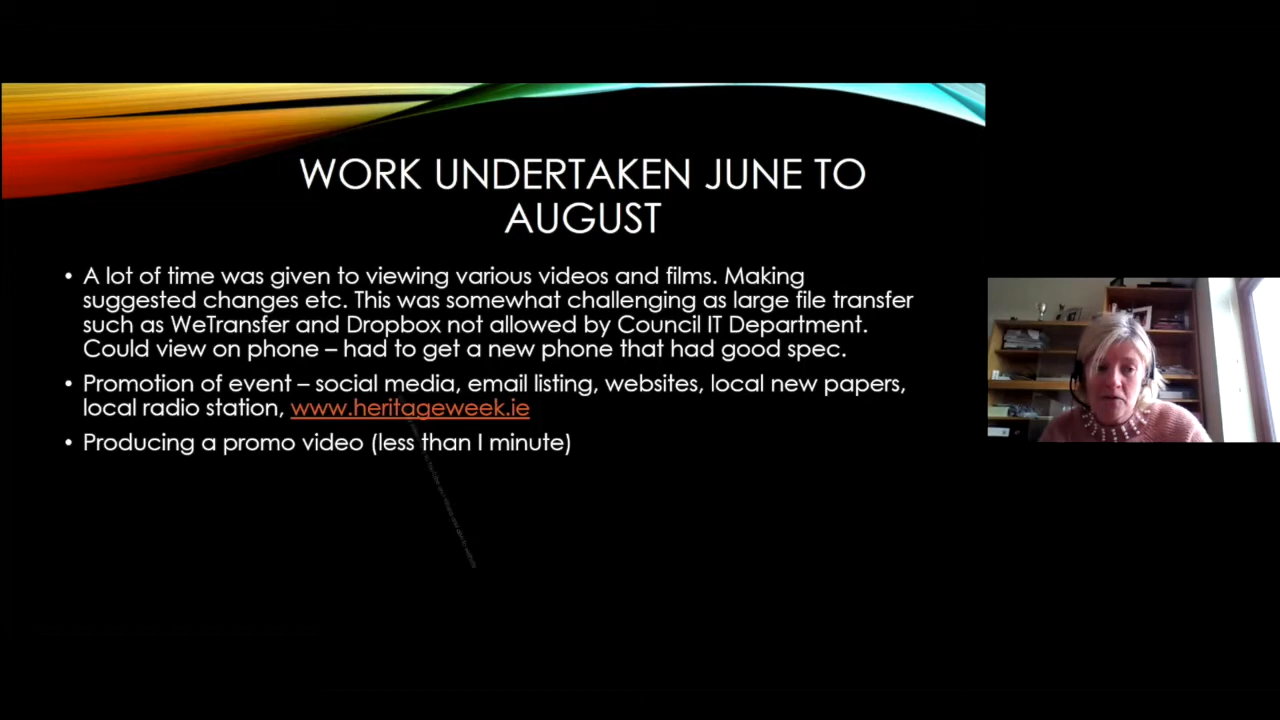 WORK UNDERTAKEN JUNE TO
AUGUST
• A lot of time was given to viewing various videos and films. Making
suggested changes etc. This was somewhat challenging as large file transfer
such as WeTransfer and Dropbox not allowed by Council IT Department.
Could view on phone – had to get a new phone that had good spec.
• Promotion of event – social media, email listing, websites, local new papers,
local radio station, www.heritageweek.ie
• Producing a promo video (less than 1 minute)